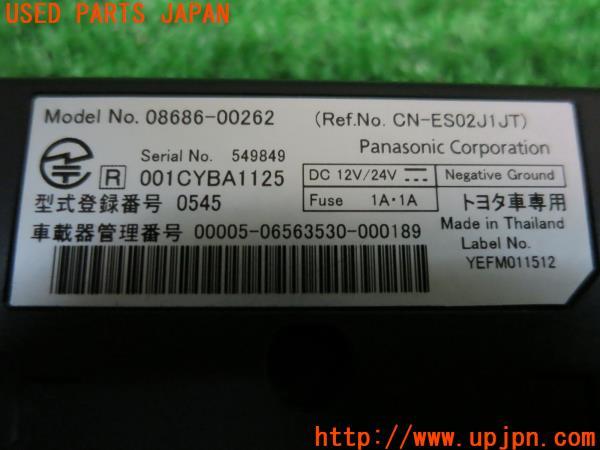 USED PARTS JAPAN
Model No. 08686-00262 (Ref.No. CN-ES02J1JT)
Serial No. 549849 Panasonic Corporation
R 001CYBA1125 DC 12V/24V Negative Ground
型式登録番号 0545 Fuse 1A・1A トヨタ車専用
車載器管理番号 00005-06563530-000189 Made in Thailand
Label No.
YEFM011512
http://www.upjpn.com/